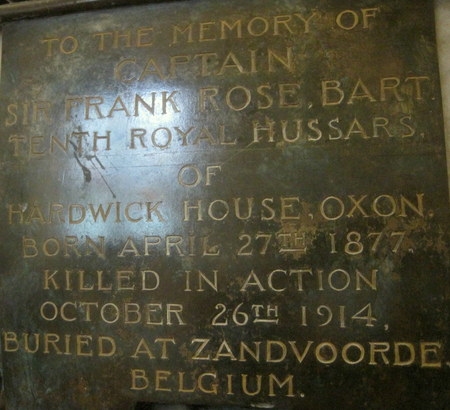 TO THE MEMORY OF
CAPTAIN
SIR FRANK ROSE, BART.
TENTH ROYAL HUSSARS,
OF
HARDWICK HOUSE, OXON.
BORN APRIL 27TH 1877.
KILLED IN ACTION
OCTOBER 26TH 1914,
BURIED AT ZANDVOORDE
BELGIUM.